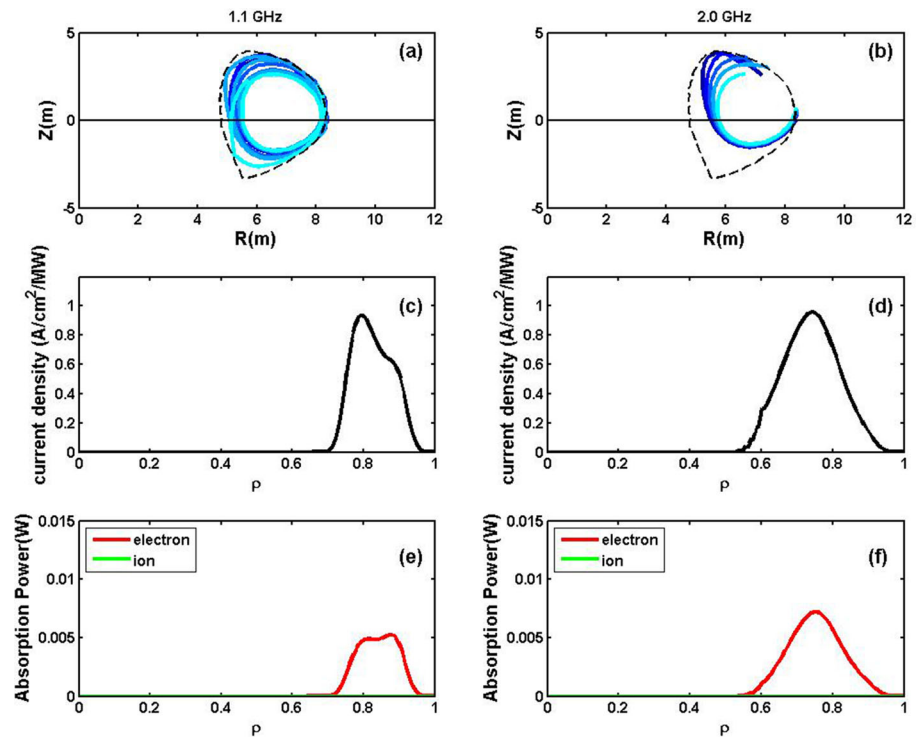 1.1 GHz
5
0
-5
Z(m)
(a)
0 2 4 6 8 10 12
R(m)
2.0 GHz
5
0
-5
Z(m)
(b)
0 2 4 6 8 10 12
R(m)
1
0.8
0.6
0.4
0.2
0
current density (A/cm²/MW)
(c)
0 0.2 0.4 0.6 0.8 1
ρ
1
0.8
0.6
0.4
0.2
0
current density (A/cm²/MW)
(d)
0 0.2 0.4 0.6 0.8 1
ρ
0.015
0.01
0.005
0
Absorption Power(W)
electron
ion
(e)
0 0.2 0.4 0.6 0.8 1
ρ
0.015
0.01
0.005
0
Absorption Power(W)
electron
ion
(f)
0 0.2 0.4 0.6 0.8 1
ρ